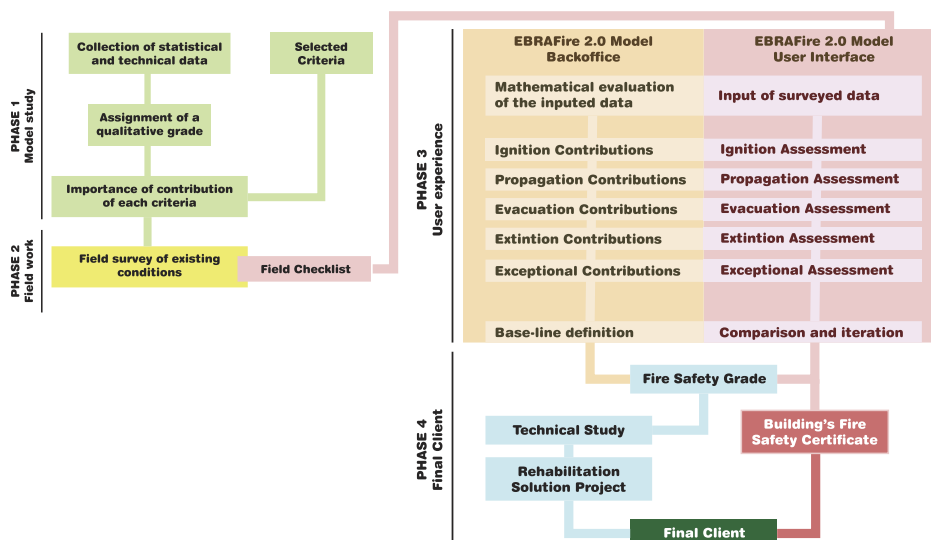 PHASE 1
Model study
Collection of statistical
and technical data
Selected
Criteria
Assignment of a
qualitative grade
Importance of contribution
of each criteria
PHASE 2
Field work
Field survey of existing
conditions
Field Checklist
PHASE 3
User experience
EBRAFire 2.0 Model
Backoffice
EBRAFire 2.0 Model
User Interface
Mathematical evaluation
of the inputed data
Input of surveyed data
Ignition Contributions
Ignition Assessment
Propagation Contributions
Propagation Assessment
Evacuation Contributions
Evacuation Assessment
Extintion Contributions
Extintion Assessment
Exceptional Contributions
Exceptional Assessment
Base-line definition
Comparison and iteration
PHASE 4
Final Client
Fire Safety Grade
Technical Study
Building's Fire
Safety Certificate
Rehabilitation
Solution Project
Final Client